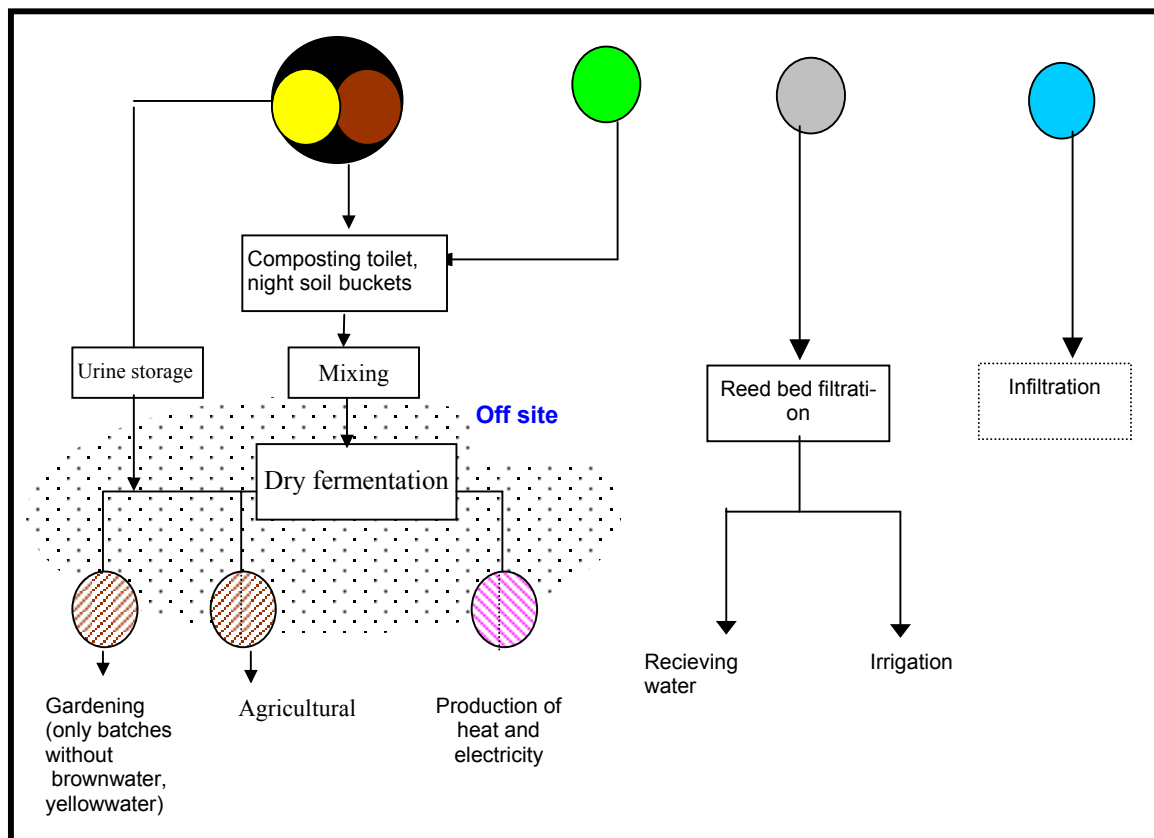 Composting toilet,
night soil buckets
Urine storage
Mixing
Off site
Dry fermentation
Reed bed filtrati-
on
Infiltration
Gardening
(only batches
without
brownwater,
yellowwater)
Agricultural
Production of
heat and
electricity
Recieving
water
Irrigation